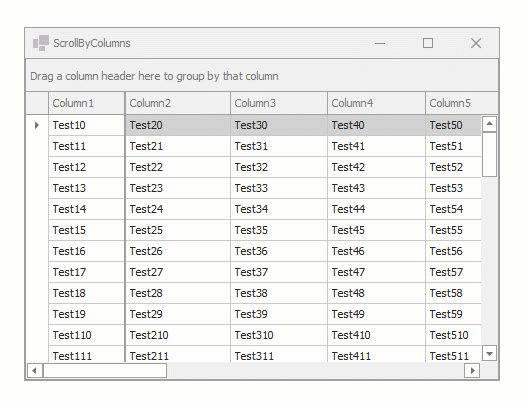 ScrollByColumns
Drag a column header here to group by that column
Column1 Column2 Column3 Column4 Column5
Test10 Test20 Test30 Test40 Test50
Test11 Test21 Test31 Test41 Test51
Test12 Test22 Test32 Test42 Test52
Test13 Test23 Test33 Test43 Test53
Test14 Test24 Test34 Test44 Test54
Test15 Test25 Test35 Test45 Test55
Test16 Test26 Test36 Test46 Test56
Test17 Test27 Test37 Test47 Test57
Test18 Test28 Test38 Test48 Test58
Test19 Test29 Test39 Test49 Test59
Test110 Test210 Test310 Test410 Test510
Test111 Test211 Test311 Test411 Test511